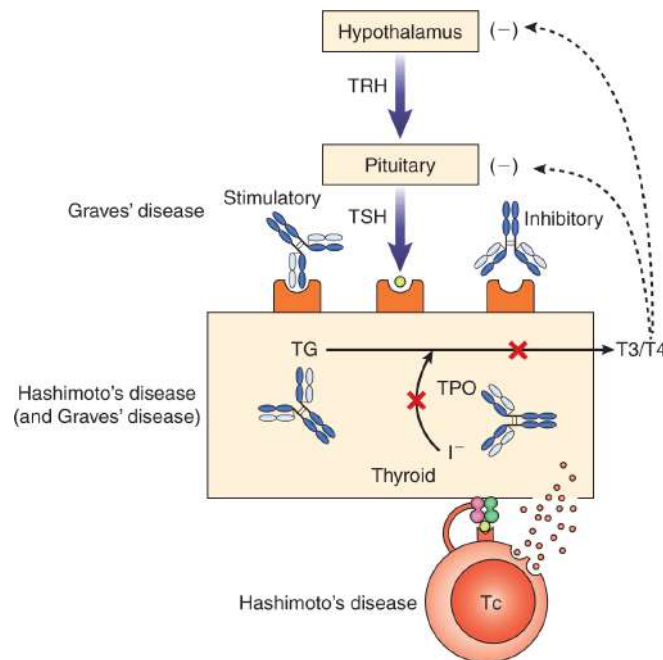 Hypothalamus (−)
TRH
Pituitary (−)
Graves' disease
Stimulatory
TSH
Inhibitory
TG
T3/T4
Hashimoto's disease
(and Graves' disease)
TPO
I−
Thyroid
Hashimoto's disease
Tc